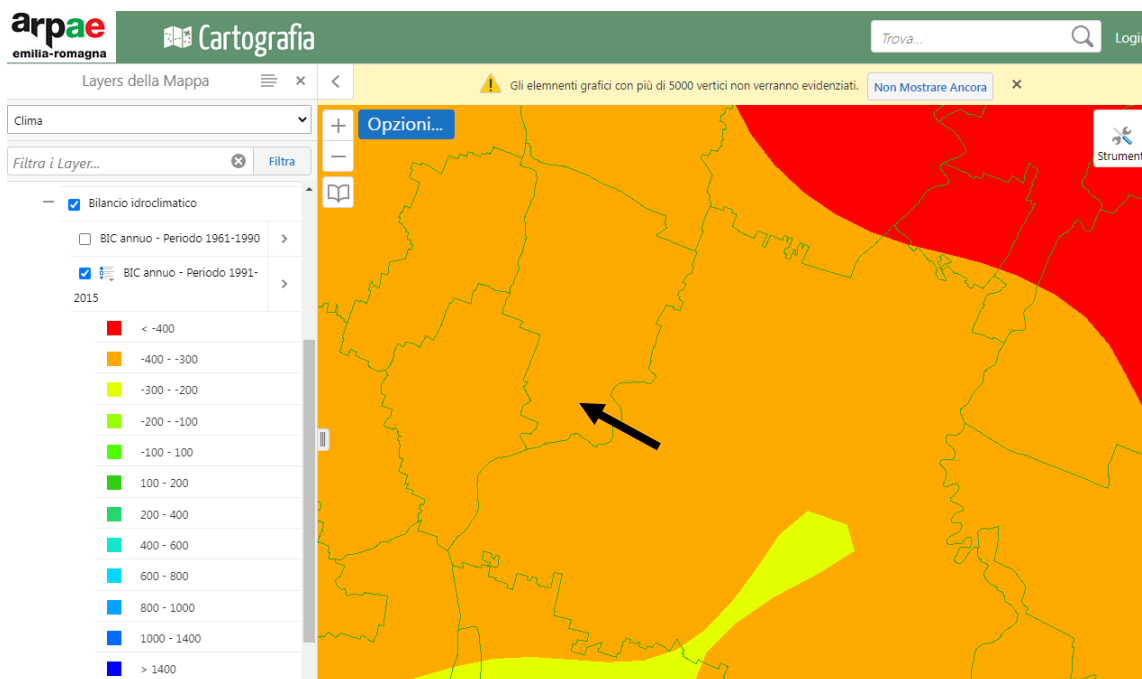 arpae
emilia-romagna
Cartografia
Trova...
Login
Layers della Mappa
Gli elemnenti grafici con più di 5000 vertici non verranno evidenziati.
Non Mostrare Ancora
Clima
Opzioni...
Filtra i Layer...
Filtra
Strument
Bilancio idroclimatico
BIC annuo - Periodo 1961-1990
BIC annuo - Periodo 1991-
2015
< -400
-400 - -300
-300 - -200
-200 - -100
-100 - 100
100 - 200
200 - 400
400 - 600
600 - 800
800 - 1000
1000 - 1400
> 1400